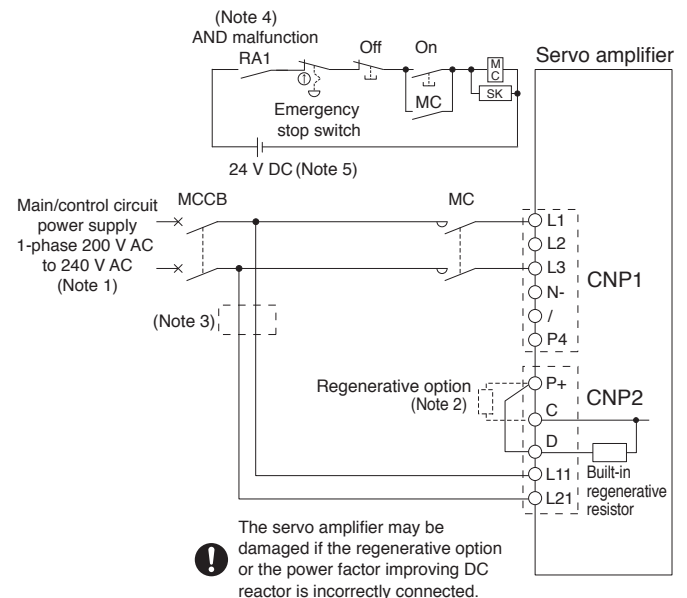 (Note 4)
AND malfunction
RA1
Off
On
Servo amplifier
M
C
SK
MC
Emergency
stop switch
24 V DC (Note 5)
Main/control circuit
power supply
1-phase 200 V AC
to 240 V AC
(Note 1)
MCCB
MC
L1
L2
L3
N-
/
P4
CNP1
(Note 3)
Regenerative option
(Note 2)
P+
C
D
L11
L21
CNP2
Built-in
regenerative
resistor
The servo amplifier may be
damaged if the regenerative option
or the power factor improving DC
reactor is incorrectly connected.